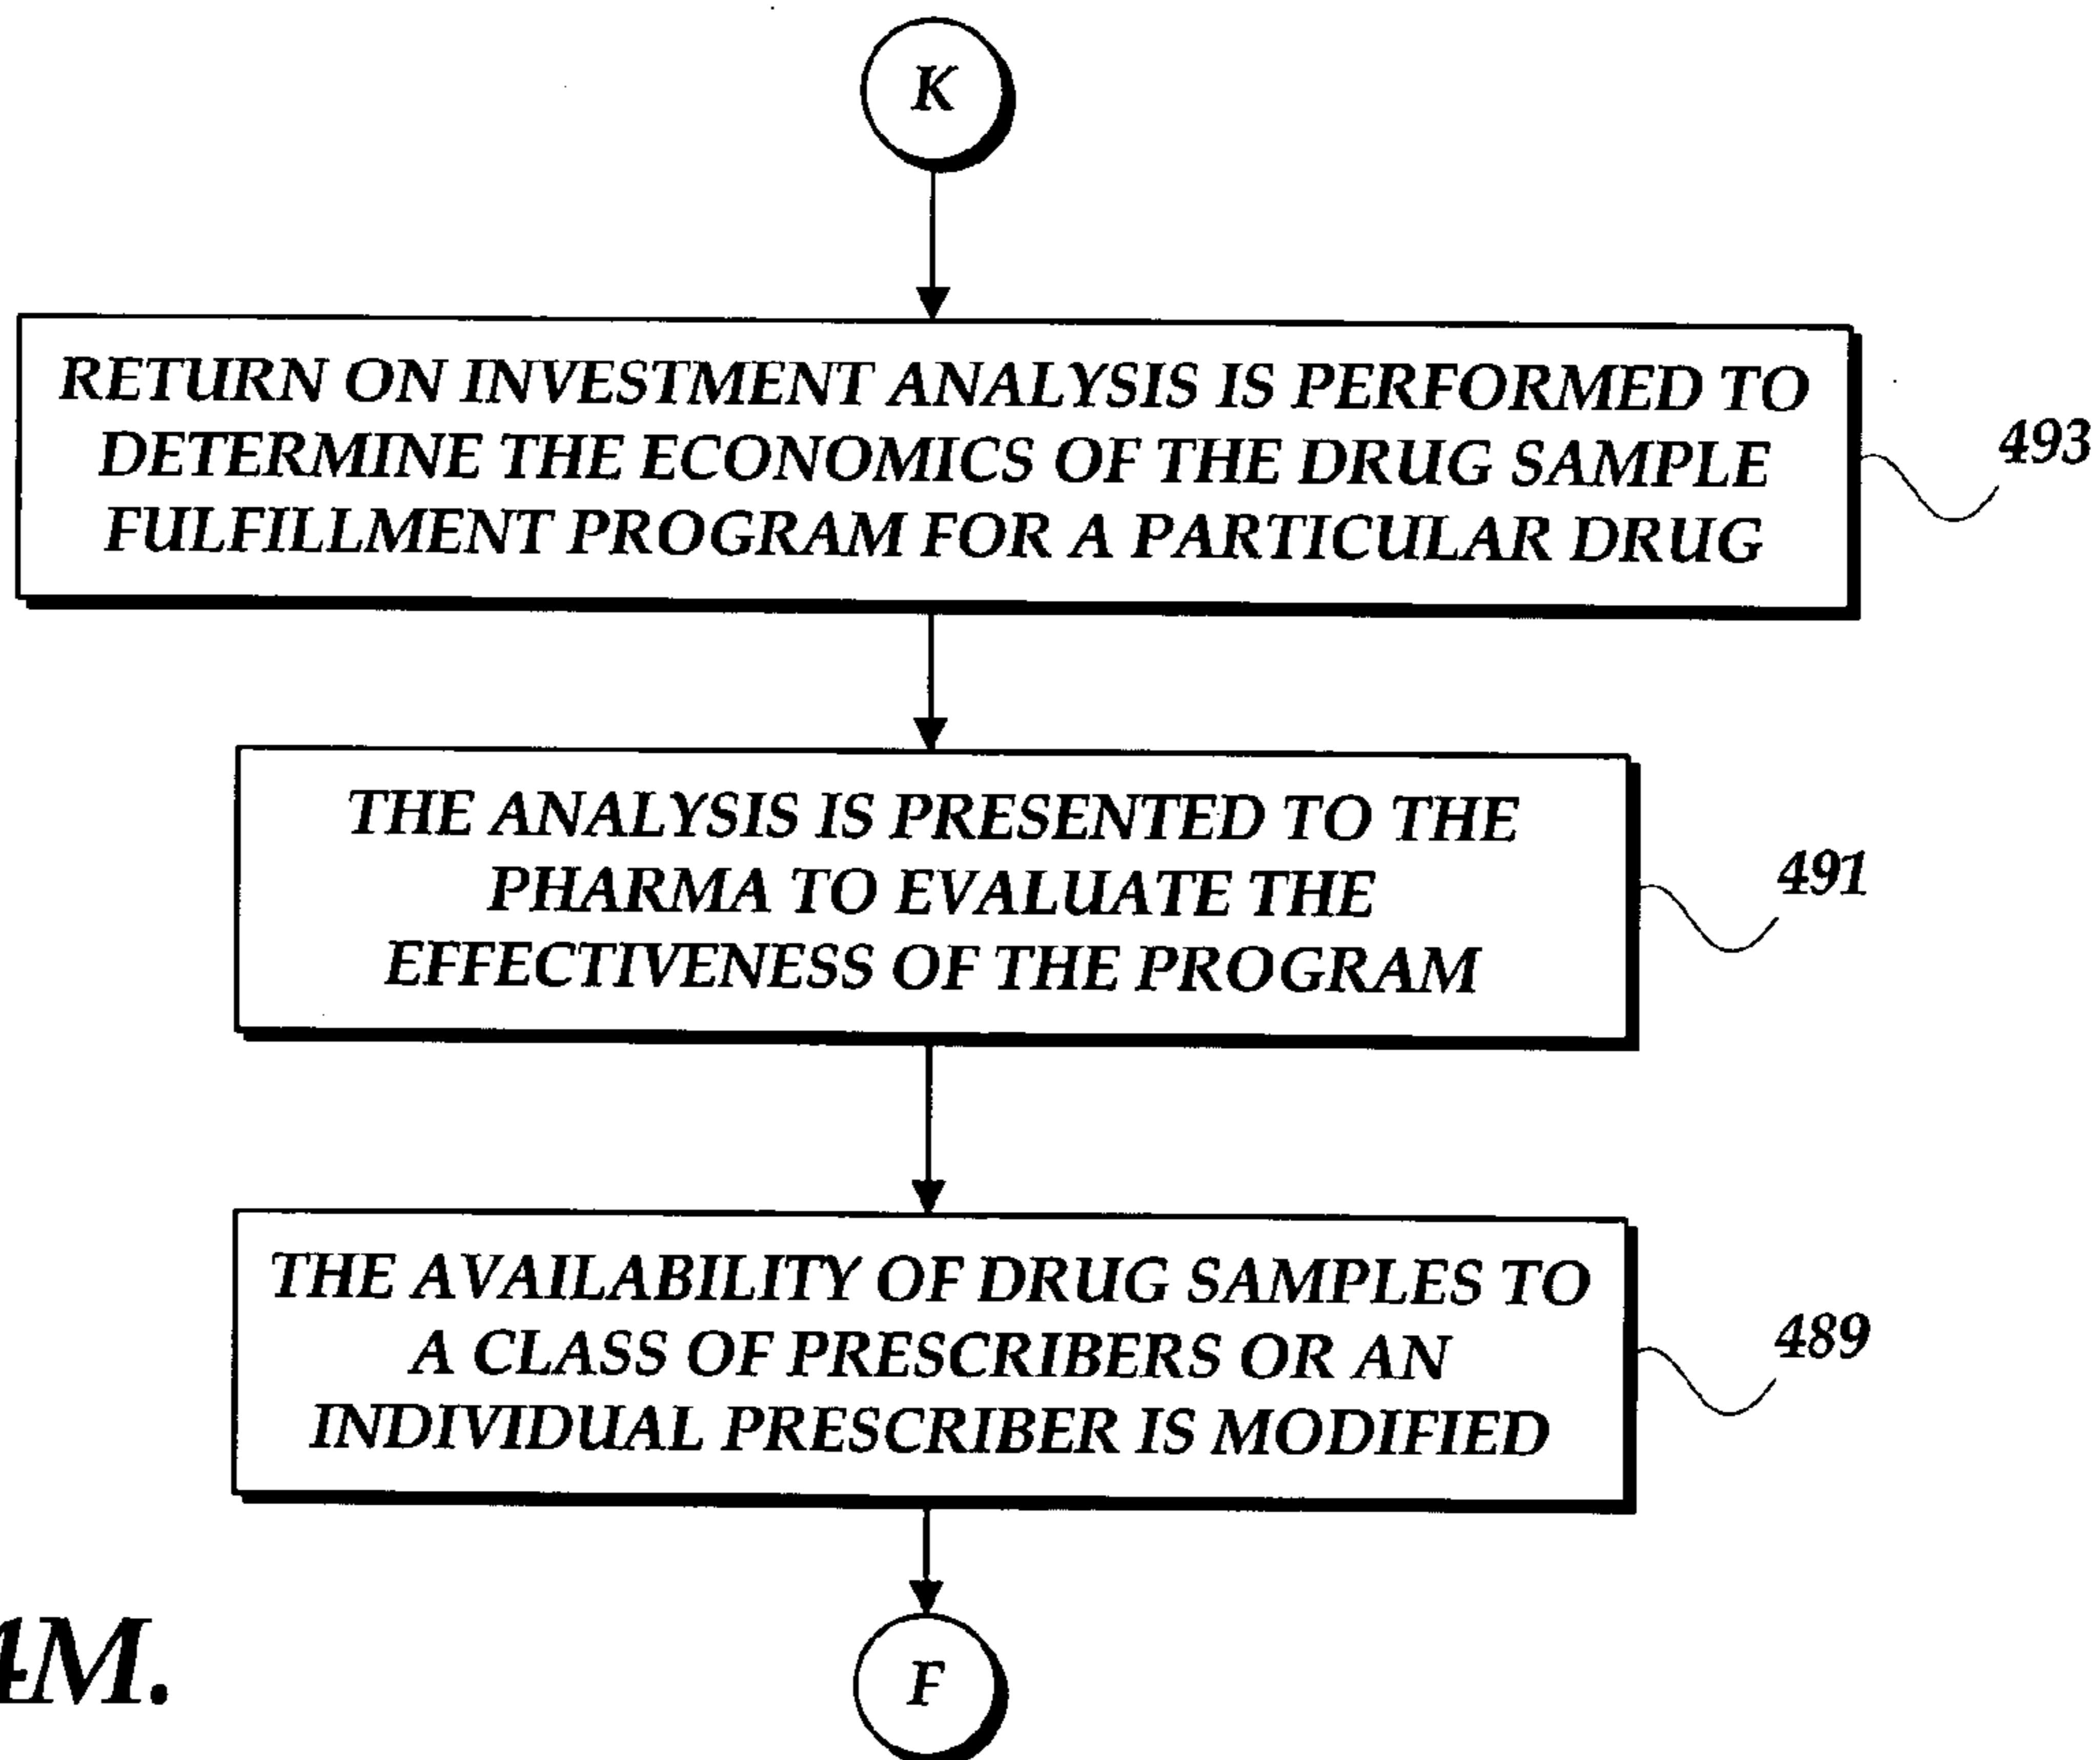 K
RETURN ON INVESTMENT ANALYSIS IS PERFORMED TO
DETERMINE THE ECONOMICS OF THE DRUG SAMPLE
FULFILLMENT PROGRAM FOR A PARTICULAR DRUG
493
THE ANALYSIS IS PRESENTED TO THE
PHARMA TO EVALUATE THE
EFFECTIVENESS OF THE PROGRAM
491
THE AVAILABILITY OF DRUG SAMPLES TO
A CLASS OF PRESCRIBERS OR AN
INDIVIDUAL PRESCRIBER IS MODIFIED
489
4M.
F